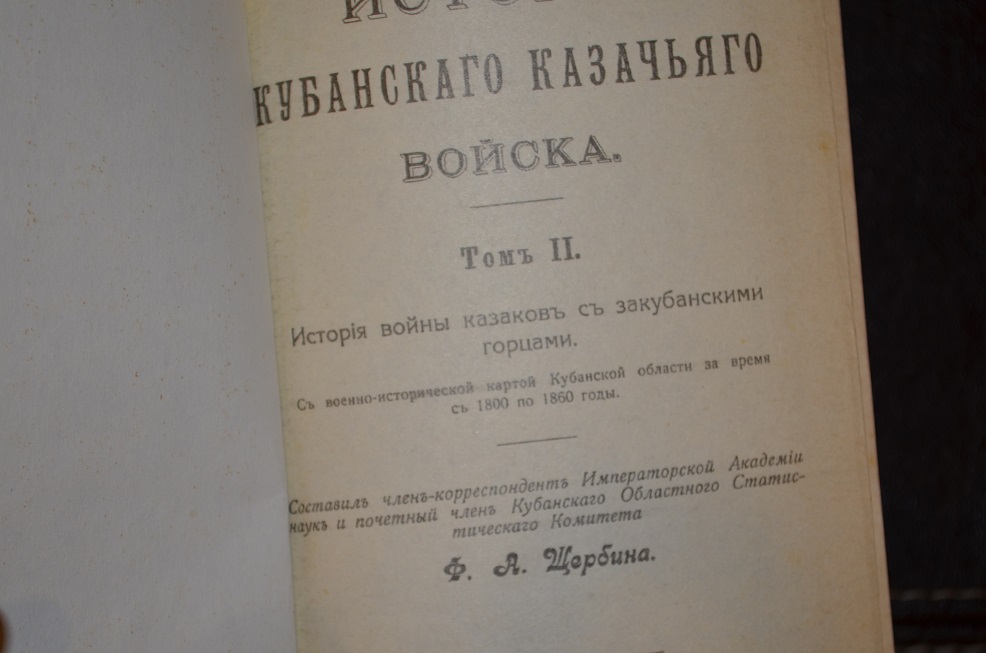 КУБАНСКАГО КАЗАЧЬЯГО
ВОЙСКА.
Томъ II.
Исторія войны казаковъ съ закубанскими
горцами.
Съ военно-исторической картой Кубанской области за время
съ 1800 по 1860 годы.
Составилъ членъ-корреспондентъ Императорской Академіи
наукъ и почетный членъ Кубанскаго Областного Статис-
тическаго Комитета
Ф. А. Щербина.